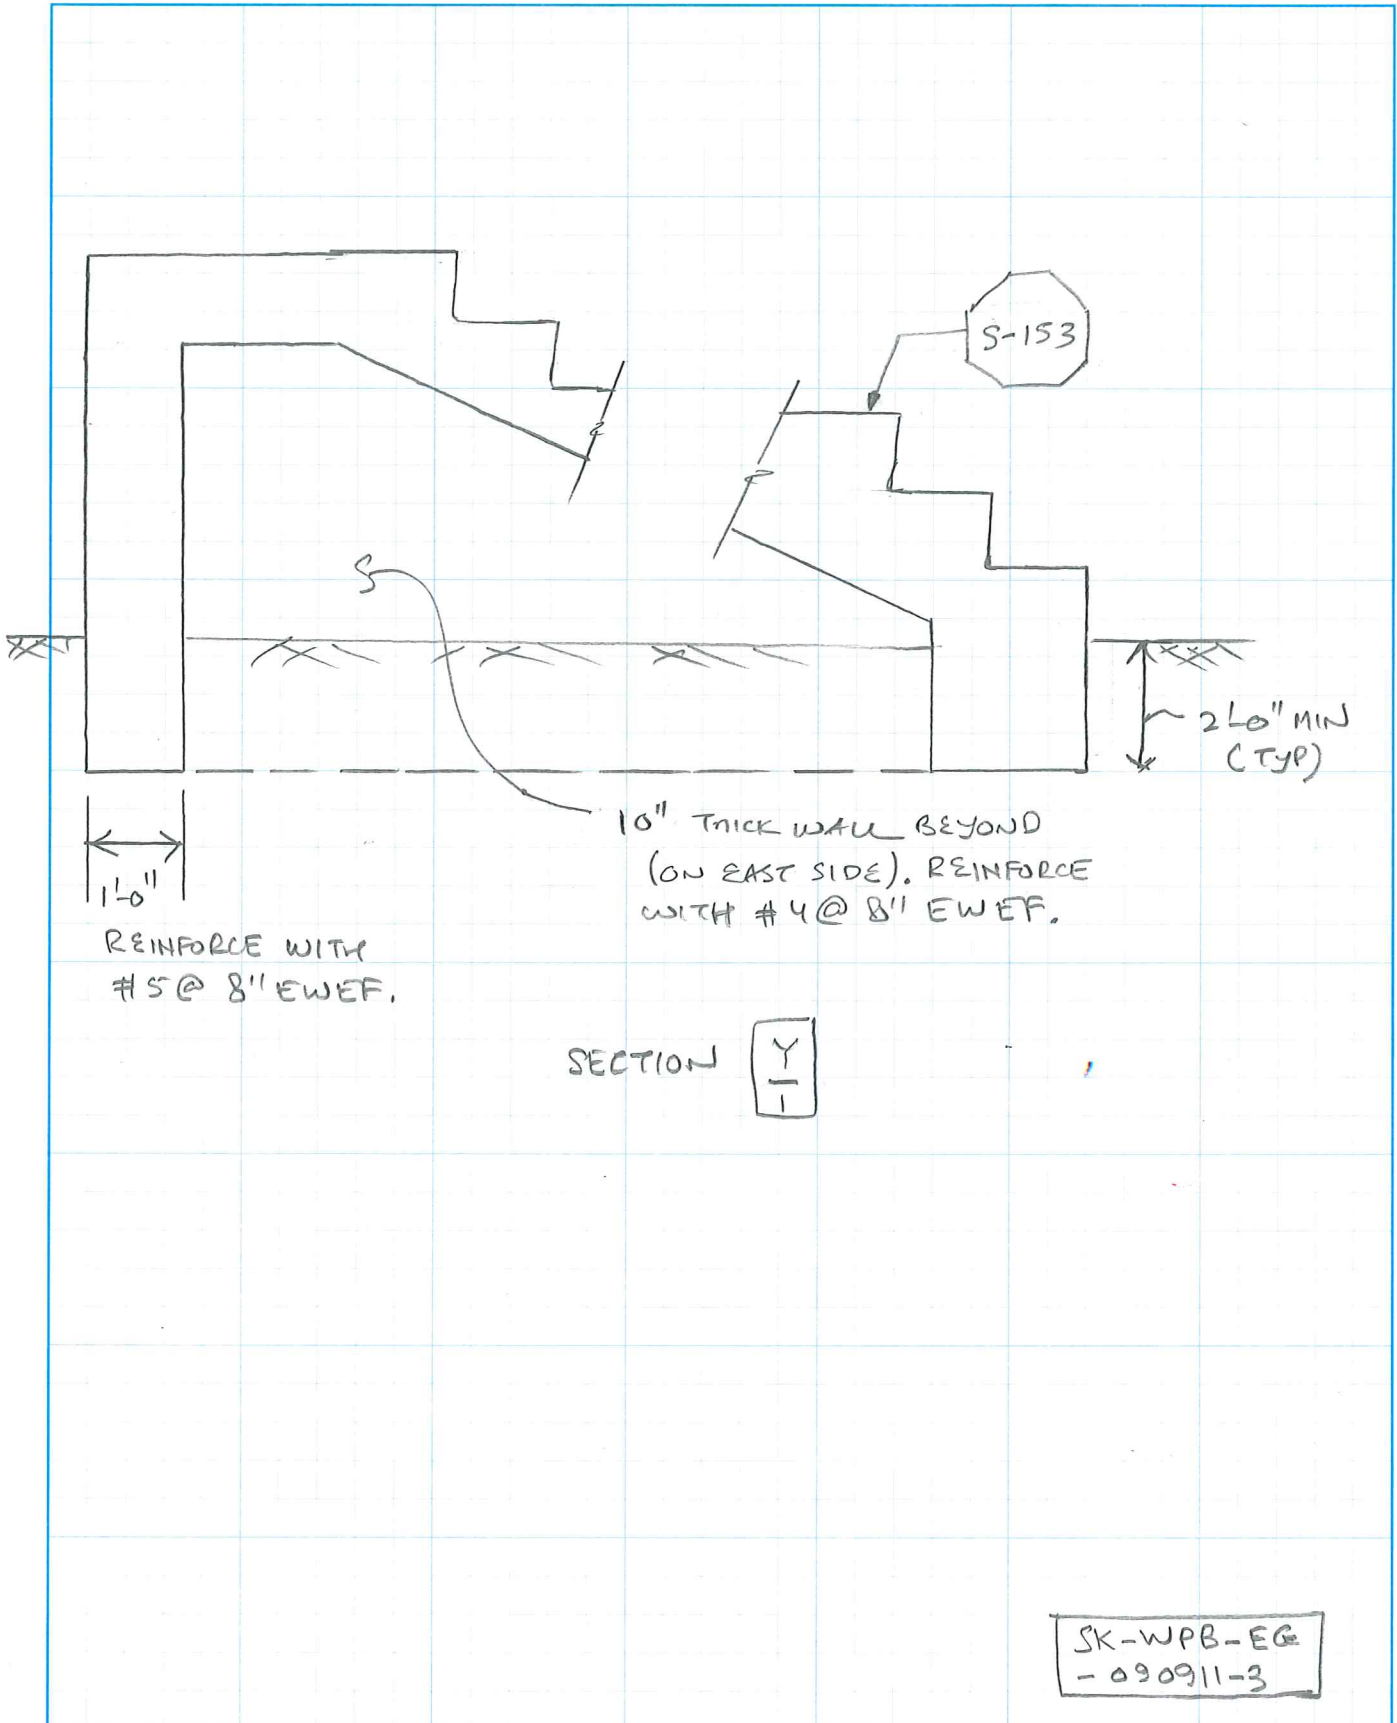 S-153
2'-0" MIN
(TYP)
10" THICK WALL BEYOND
(ON EAST SIDE). REINFORCE
WITH #4@ 8" EWEF.
1'-0"
REINFORCE WITH
#5@ 8" EWEF.
SECTION
Y
1
SK-WPB-EG
- 090911-3